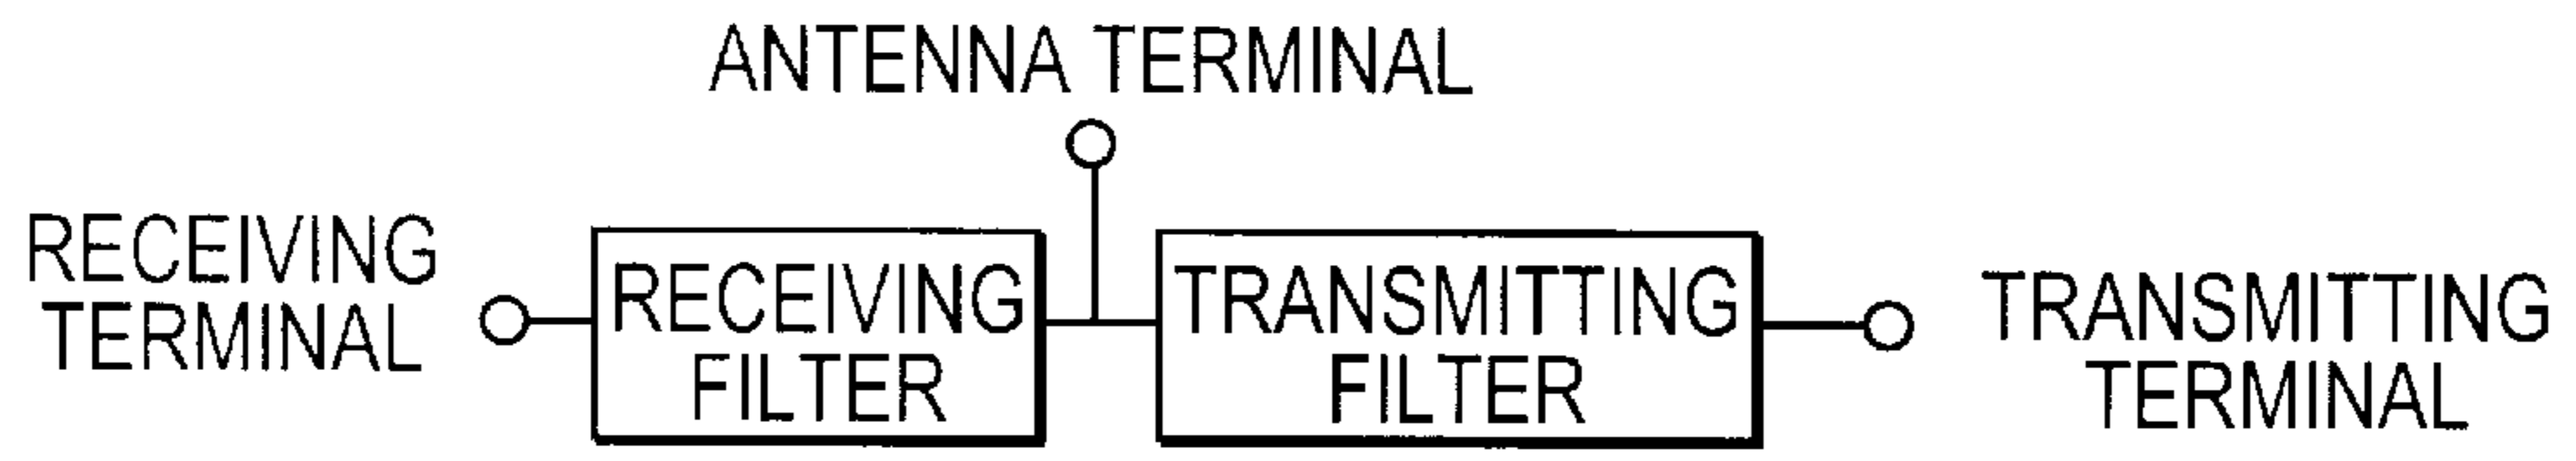 ANTENNA TERMINAL
RECEIVING
TERMINAL
RECEIVING
FILTER
TRANSMITTING
FILTER
TRANSMITTING
TERMINAL